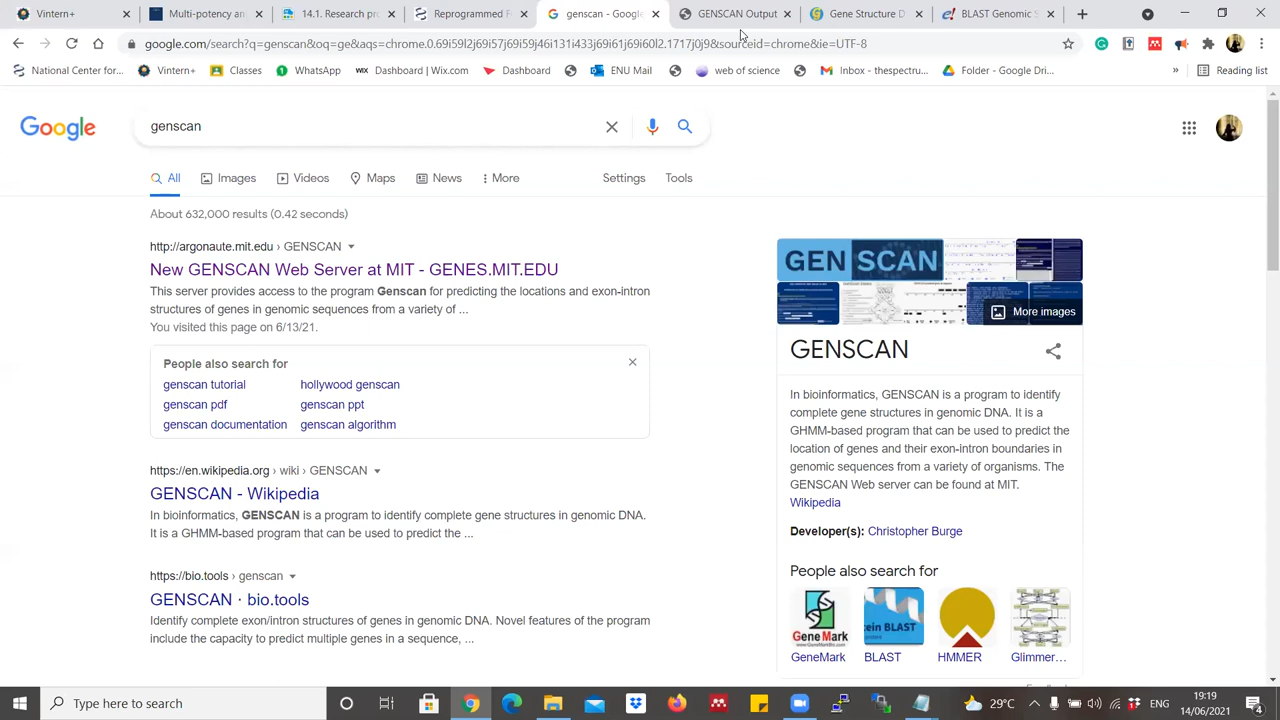 Vintern+
Multi-potency an
14.1. Research pr
Reprogrammed
genscan - Google
GENSCAN Output
Gene Structure D
BLAST Genomic S
google.com/search?q=genscan&oq=ge&aqs=chrome.0.69i59l2j0i57j69i59j46i131i433j69i61j69i60l2.1717j0j9&sourceid=chrome&ie=UTF-8
National Center for...
Vintern+
Classes
WhatsApp
WIX Dashboard | Wix.com
Dashboard
ENU Mail
web of science
Inbox - thespectru...
Folder - Google Dri...
»
Reading list
Google
genscan
All
Images
Videos
Maps
News
More
Settings
Tools
About 632,000 results (0.42 seconds)
http://argonaute.mit.edu › GENSCAN
New GENSCAN Web Server at MIT - GENES.MIT.EDU
This server provides access to the program Genscan for predicting the locations and exon-intron
structures of genes in genomic sequences from a variety of ...
You visited this page on 6/13/21.
People also search for
genscan tutorial
hollywood genscan
genscan pdf
genscan ppt
genscan documentation
genscan algorithm
https://en.wikipedia.org › wiki › GENSCAN
GENSCAN - Wikipedia
In bioinformatics, GENSCAN is a program to identify complete gene structures in genomic DNA.
It is a GHMM-based program that can be used to predict the ...
https://bio.tools › genscan
GENSCAN · bio.tools
Identify complete exon/intron structures of genes in genomic DNA. Novel features of the program
include the capacity to predict multiple genes in a sequence, ...
GENSCAN
More images
GENSCAN
In bioinformatics, GENSCAN is a program to identify
complete gene structures in genomic DNA. It is a
GHMM-based program that can be used to predict the
location of genes and their exon-intron boundaries in
genomic sequences from a variety of organisms. The
GENSCAN Web server can be found at MIT.
Wikipedia
Developer(s): Christopher Burge
People also search for
GeneMark
tein BLAST
GeneMark
BLAST
HMMER
Glimmer...
Type here to search
29°C
ENG
19:19
14/06/2021
4